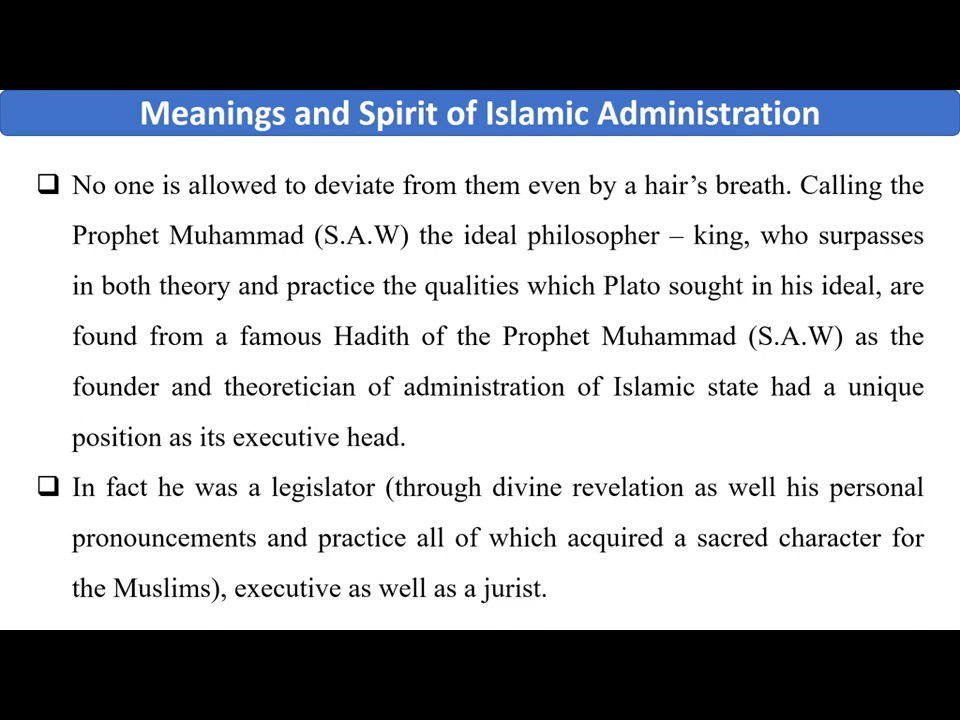 Meanings and Spirit of Islamic Administration
No one is allowed to deviate from them even by a hair’s breath. Calling the
Prophet Muhammad (S.A.W) the ideal philosopher – king, who surpasses
in both theory and practice the qualities which Plato sought in his ideal, are
found from a famous Hadith of the Prophet Muhammad (S.A.W) as the
founder and theoretician of administration of Islamic state had a unique
position as its executive head.
In fact he was a legislator (through divine revelation as well his personal
pronouncements and practice all of which acquired a sacred character for
the Muslims), executive as well as a jurist.